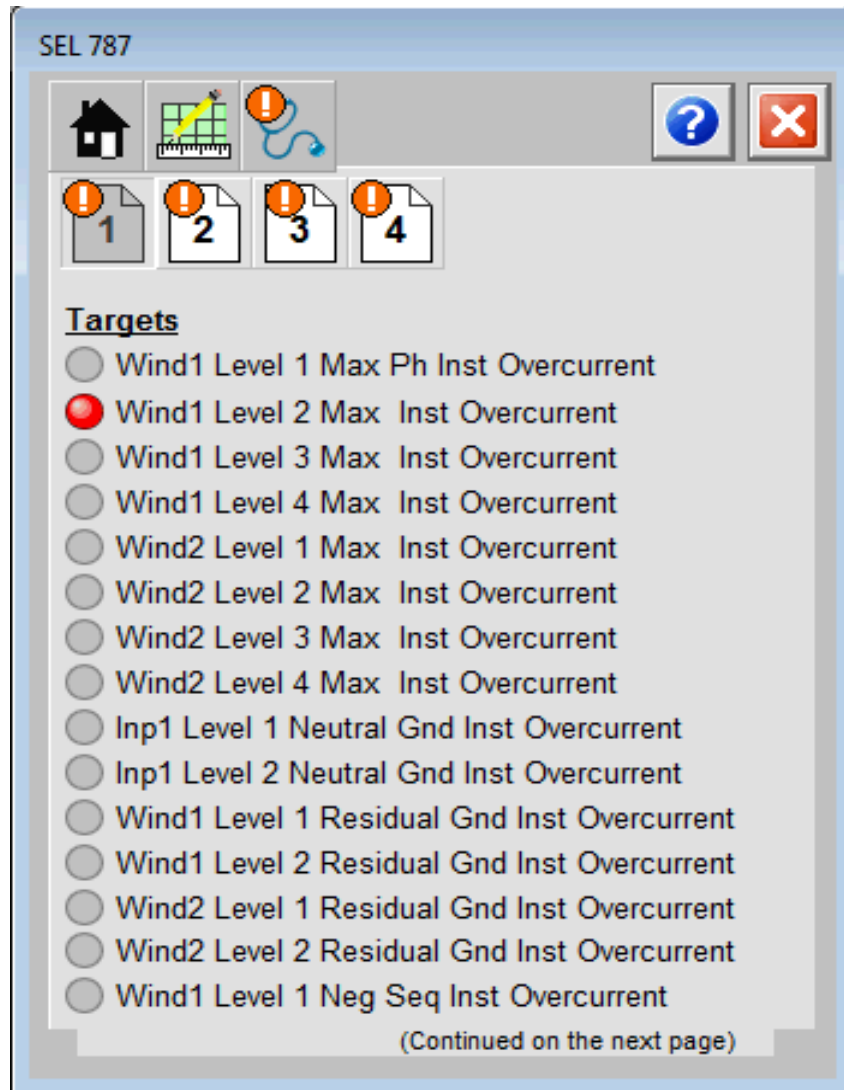 SEL 787
1 2 3 4
Targets
Wind1 Level 1 Max Ph Inst Overcurrent
Wind1 Level 2 Max  Inst Overcurrent
Wind1 Level 3 Max  Inst Overcurrent
Wind1 Level 4 Max  Inst Overcurrent
Wind2 Level 1 Max  Inst Overcurrent
Wind2 Level 2 Max  Inst Overcurrent
Wind2 Level 3 Max  Inst Overcurrent
Wind2 Level 4 Max  Inst Overcurrent
Inp1 Level 1 Neutral Gnd Inst Overcurrent
Inp1 Level 2 Neutral Gnd Inst Overcurrent
Wind1 Level 1 Residual Gnd Inst Overcurrent
Wind1 Level 2 Residual Gnd Inst Overcurrent
Wind2 Level 1 Residual Gnd Inst Overcurrent
Wind2 Level 2 Residual Gnd Inst Overcurrent
Wind1 Level 1 Neg Seq Inst Overcurrent
(Continued on the next page)